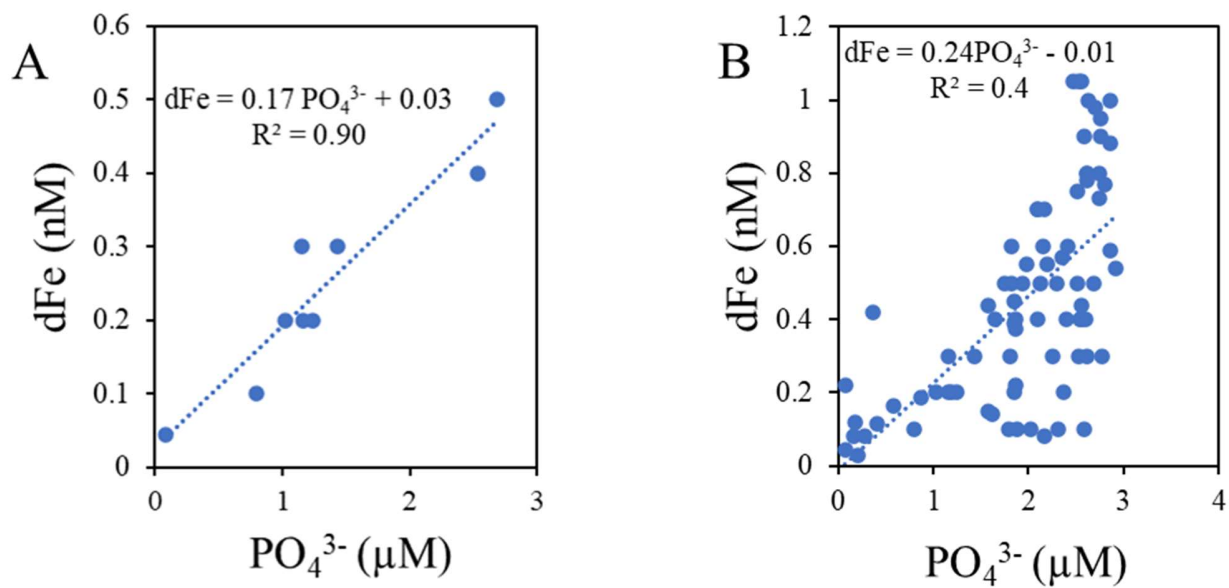 A
dFe = 0.17 PO₄³⁻ + 0.03
R² = 0.90
0.6
0.5
0.4
0.3
0.2
0.1
0
dFe (nM)
0 1 2 3
PO₄³⁻ (µM)
B
dFe = 0.24PO₄³⁻ - 0.01
R² = 0.4
1.2
1
0.8
0.6
0.4
0.2
0
dFe (nM)
0 1 2 3 4
PO₄³⁻ (µM)